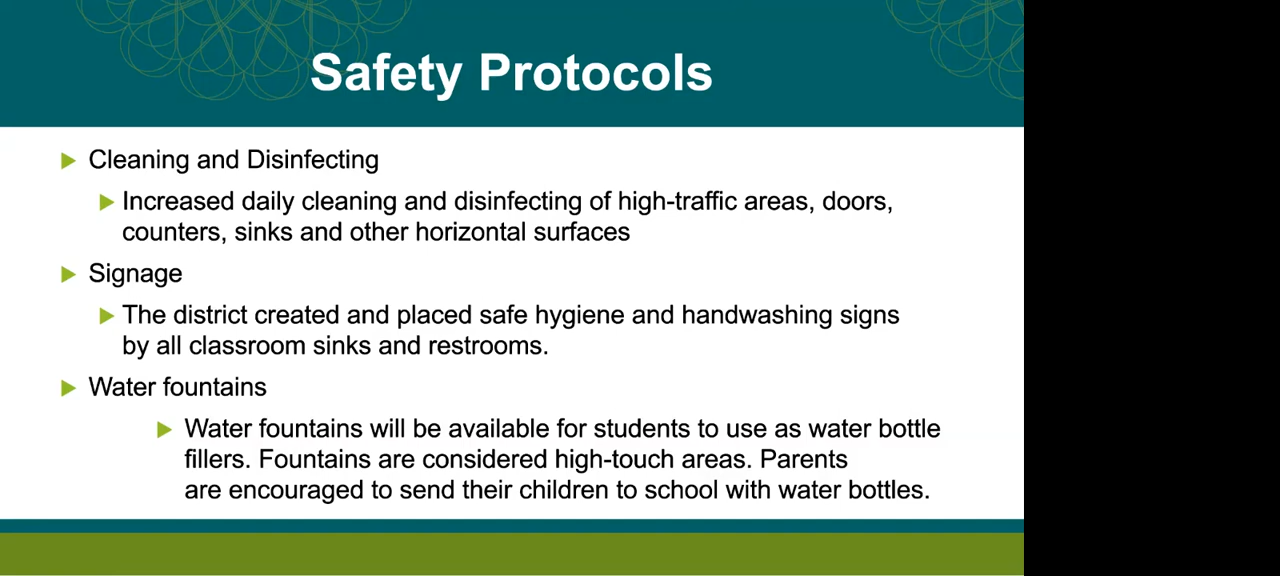 Safety Protocols
Cleaning and Disinfecting
Increased daily cleaning and disinfecting of high-traffic areas, doors,
counters, sinks and other horizontal surfaces
Signage
The district created and placed safe hygiene and handwashing signs
by all classroom sinks and restrooms.
Water fountains
Water fountains will be available for students to use as water bottle
fillers. Fountains are considered high-touch areas. Parents
are encouraged to send their children to school with water bottles.